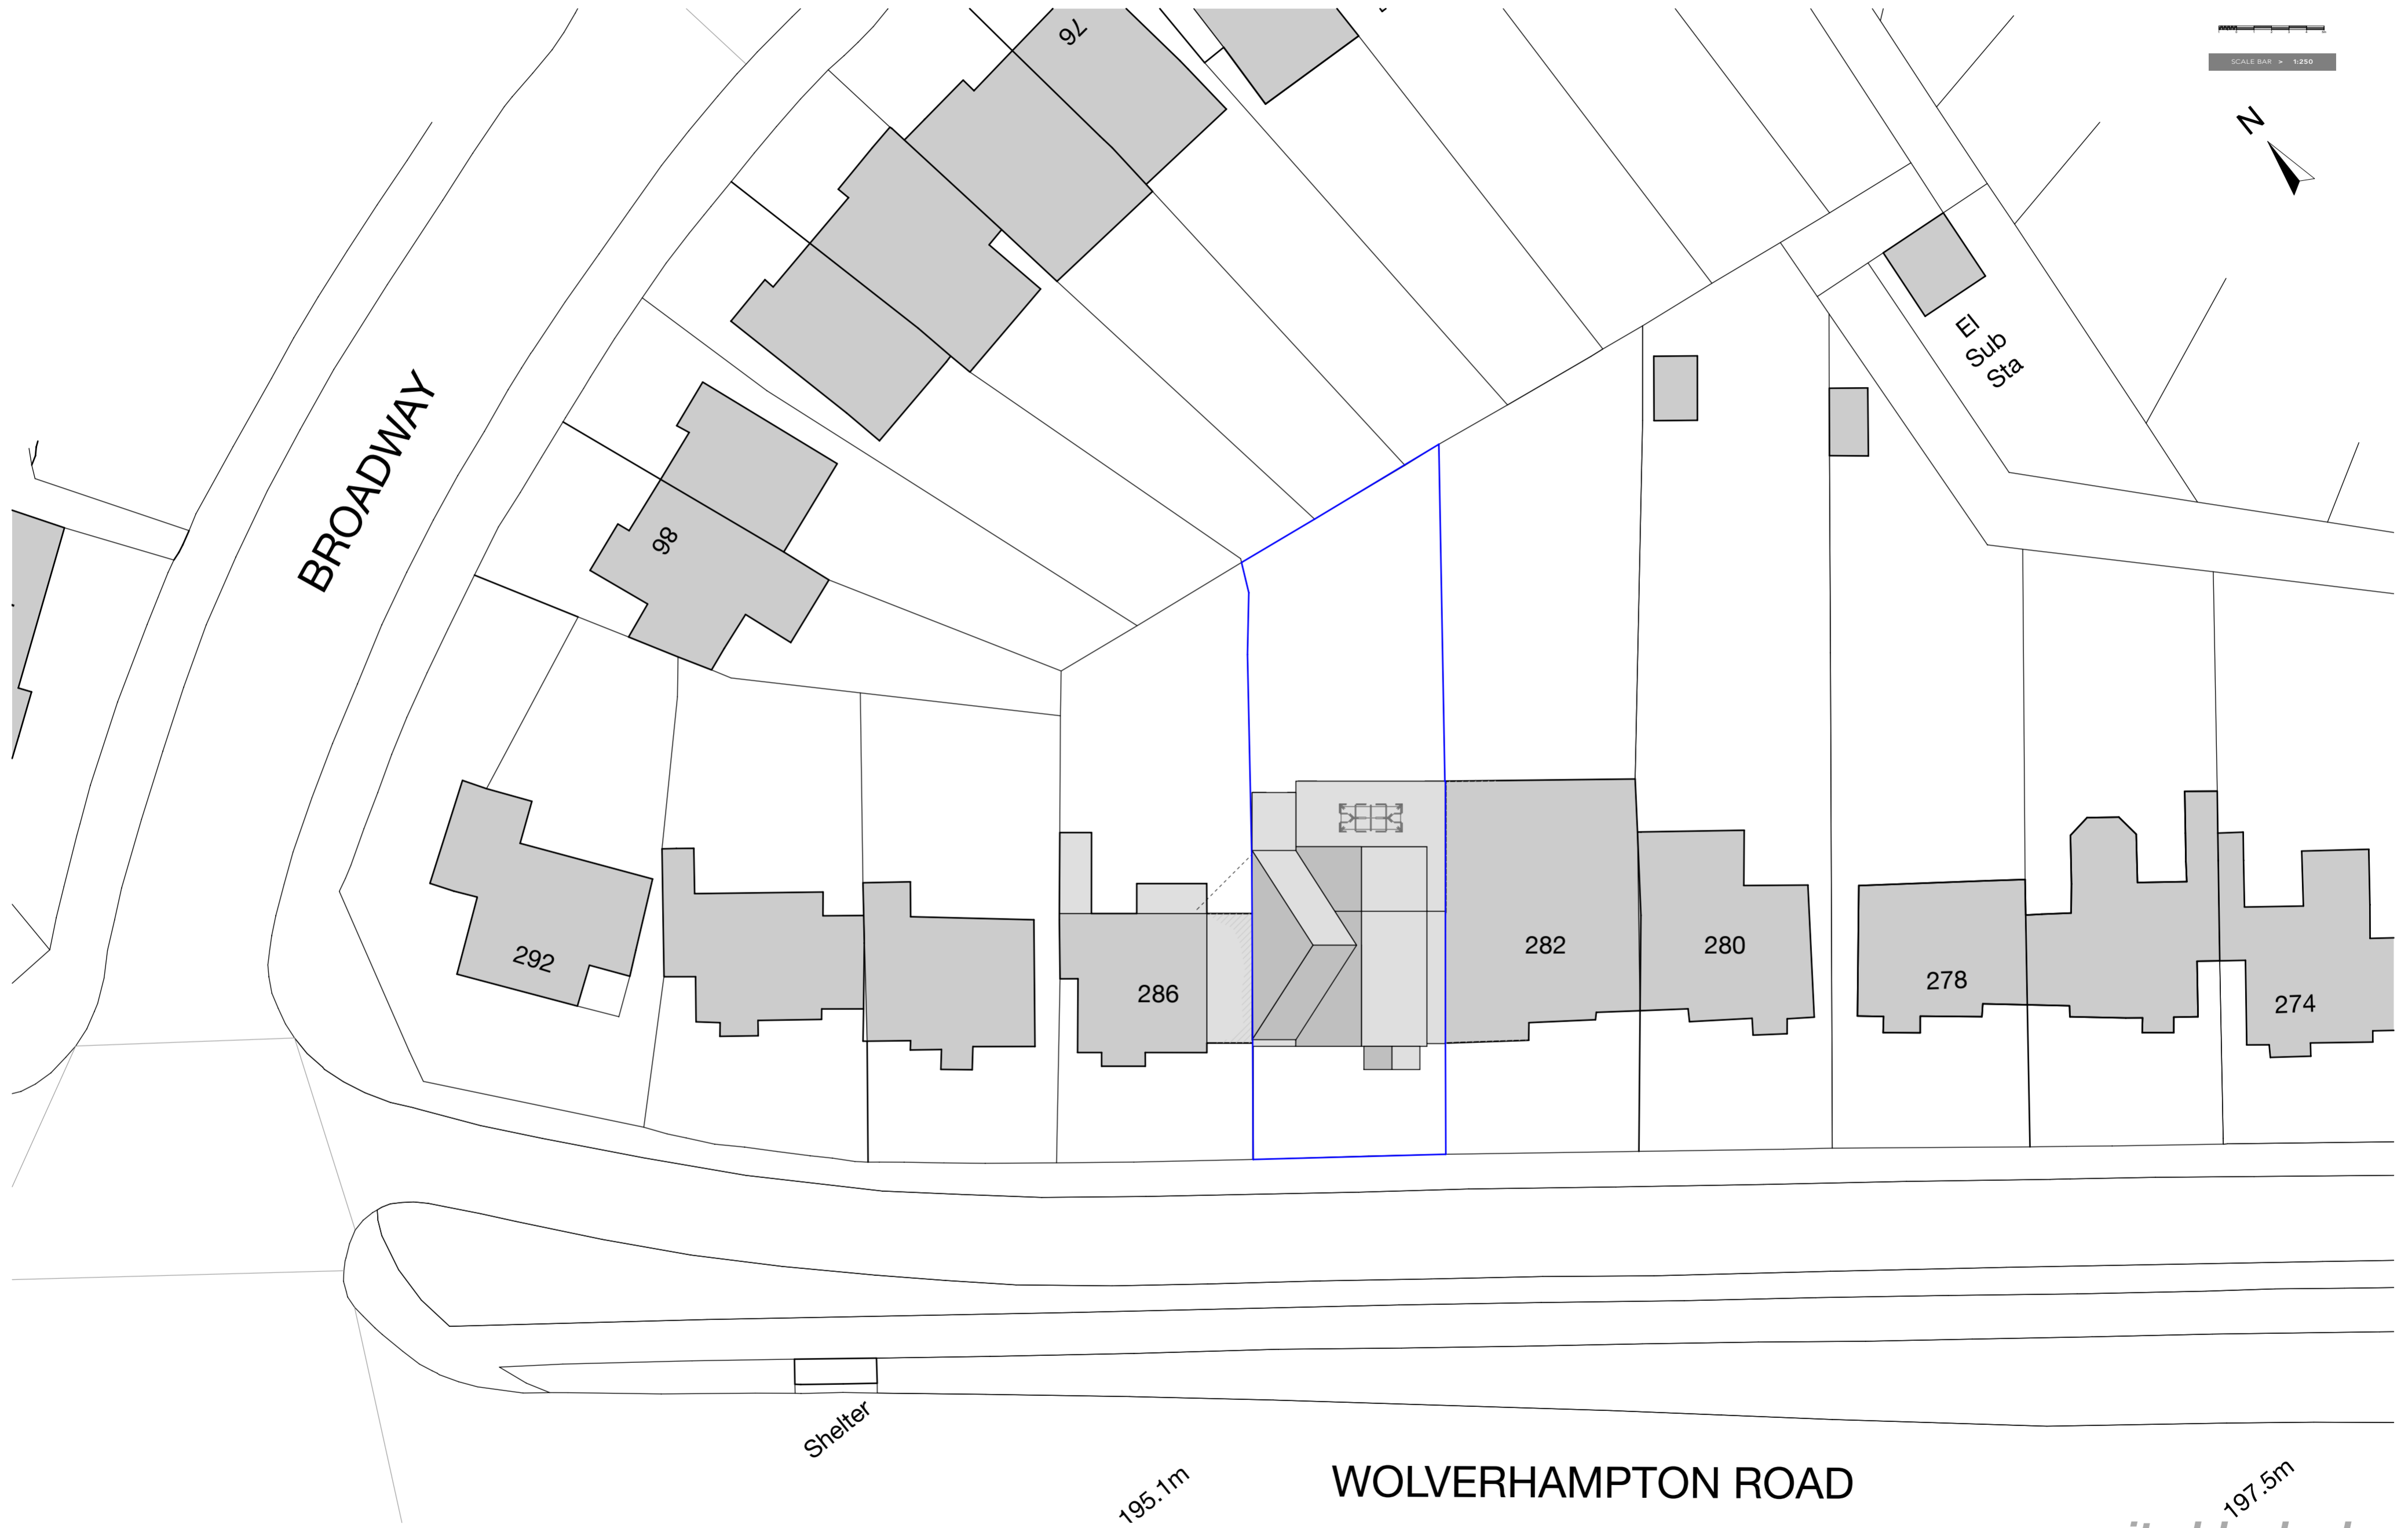 76
SCALE BAR > 1:250
N
El
Sub
Sta
BROADWAY
98
292
286
282
280
278
274
Shelter
195.1m
WOLVERHAMPTON ROAD
197.5m